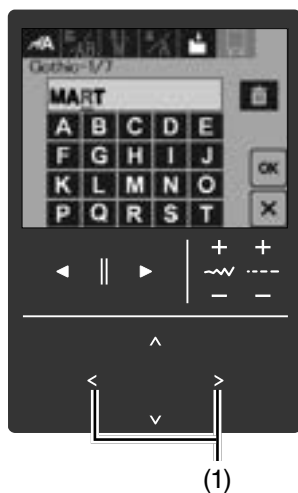 Gothic-1/7
MART
A B C D E
F G H I J
OK
K L M N O
P Q R S T
(1)